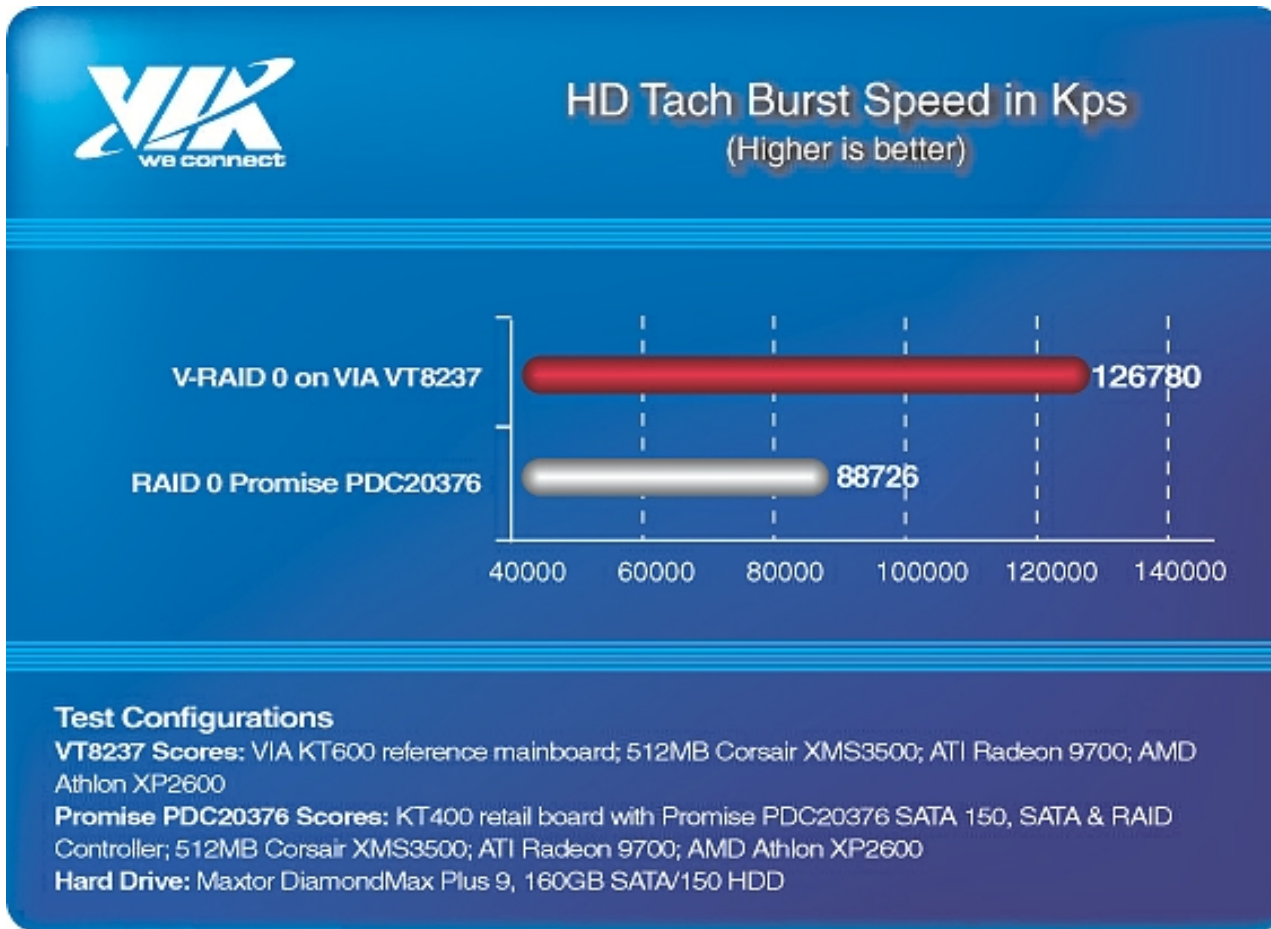 VIA
we connect
HD Tach Burst Speed in Kps
(Higher is better)
V-RAID 0 on VIA VT8237
126780
RAID 0 Promise PDC20376
88726
40000 60000 80000 100000 120000 140000
Test Configurations
VT8237 Scores: VIA KT600 reference mainboard; 512MB Corsair XMS3500; ATI Radeon 9700; AMD
Athlon XP2600
Promise PDC20376 Scores: KT400 retail board with Promise PDC20376 SATA 150, SATA & RAID
Controller; 512MB Corsair XMS3500; ATI Radeon 9700; AMD Athlon XP2600
Hard Drive: Maxtor DiamondMax Plus 9, 160GB SATA/150 HDD